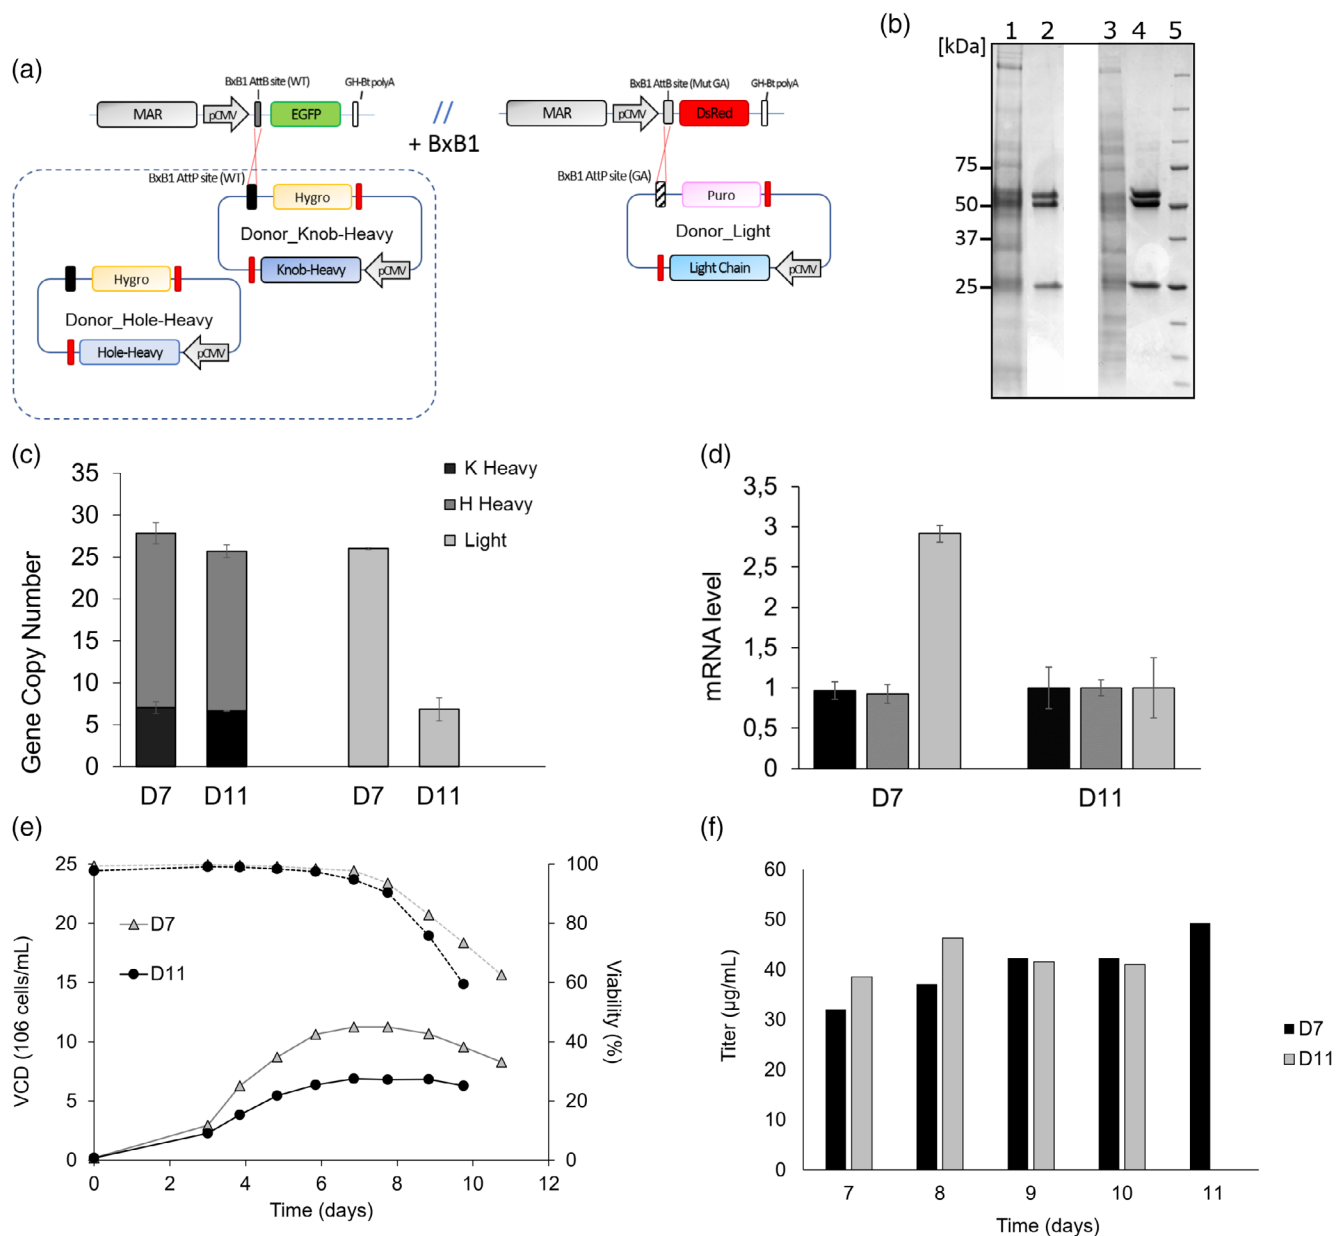 (a)
BxB1 AttB site (WT)
GH-Bt polyA
MAR
pCMV
EGFP
//
+ BxB1
BxB1 AttB site (Mut GA)
GH-Bt polyA
MAR
pCMV
DsRed
BxB1 AttP site (WT)
Hygro
Donor_Knob-Heavy
Knob-Heavy
pCMV
Hygro
Donor_Hole-Heavy
Hole-Heavy
pCMV
BxB1 AttP site (GA)
Puro
Donor_Light
Light Chain
pCMV
(b)
1 2 3 4 5
[kDa]
75
50
37
25
(c)
Gene Copy Number
35
30
25
20
15
10
5
0
D7 D11 D7 D11
K Heavy
H Heavy
Light
(d)
mRNA level
3,5
3
2,5
2
1,5
1
0,5
0
D7 D11
(e)
VCD (106 cells/mL)
25
20
15
10
5
0
D7
D11
100
80
60
40
20
0
Viability (%)
0 2 4 6 8 10 12
Time (days)
(f)
Titer (µg/mL)
60
50
40
30
20
10
0
7 8 9 10 11
Time (days)
D7
D11